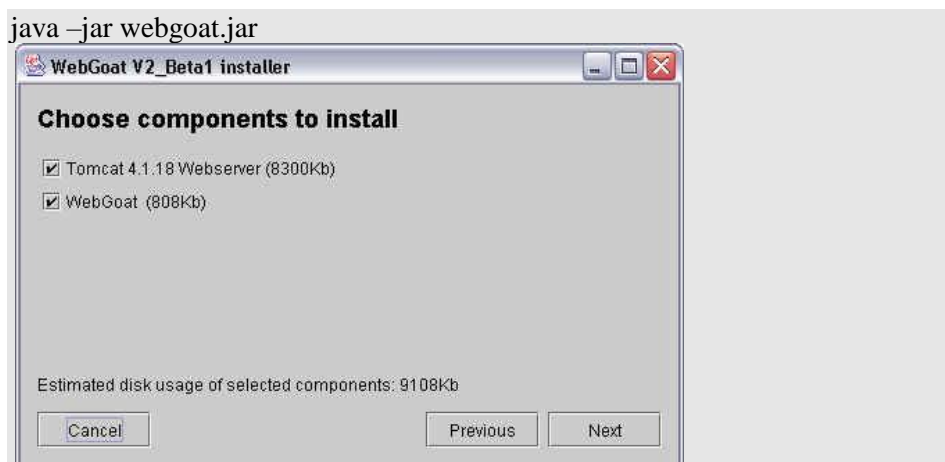 java –jar webgoat.jar
WebGoat V2_Beta1 installer
Choose components to install
Tomcat 4.1.18 Webserver (8300Kb)
WebGoat (808Kb)
Estimated disk usage of selected components: 9108Kb
Cancel Previous Next